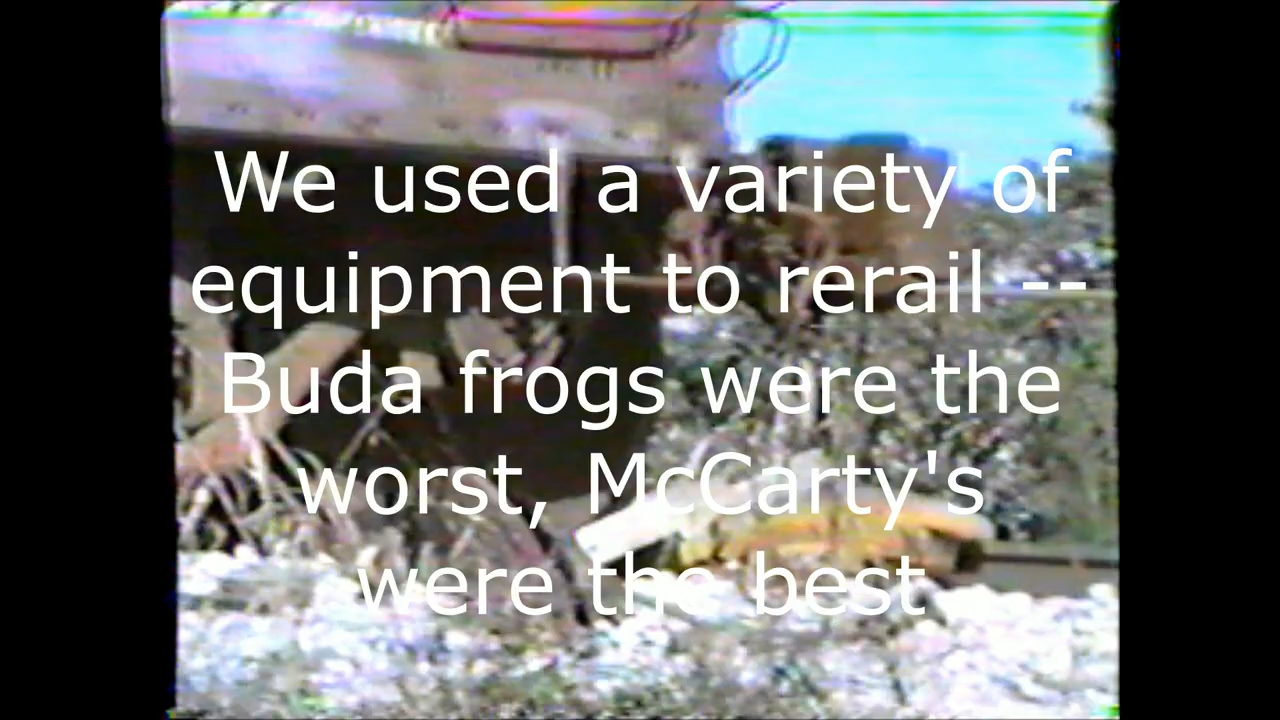 We used a variety of
equipment to rerail --
Buda frogs were the
worst, McCarty's
were the best